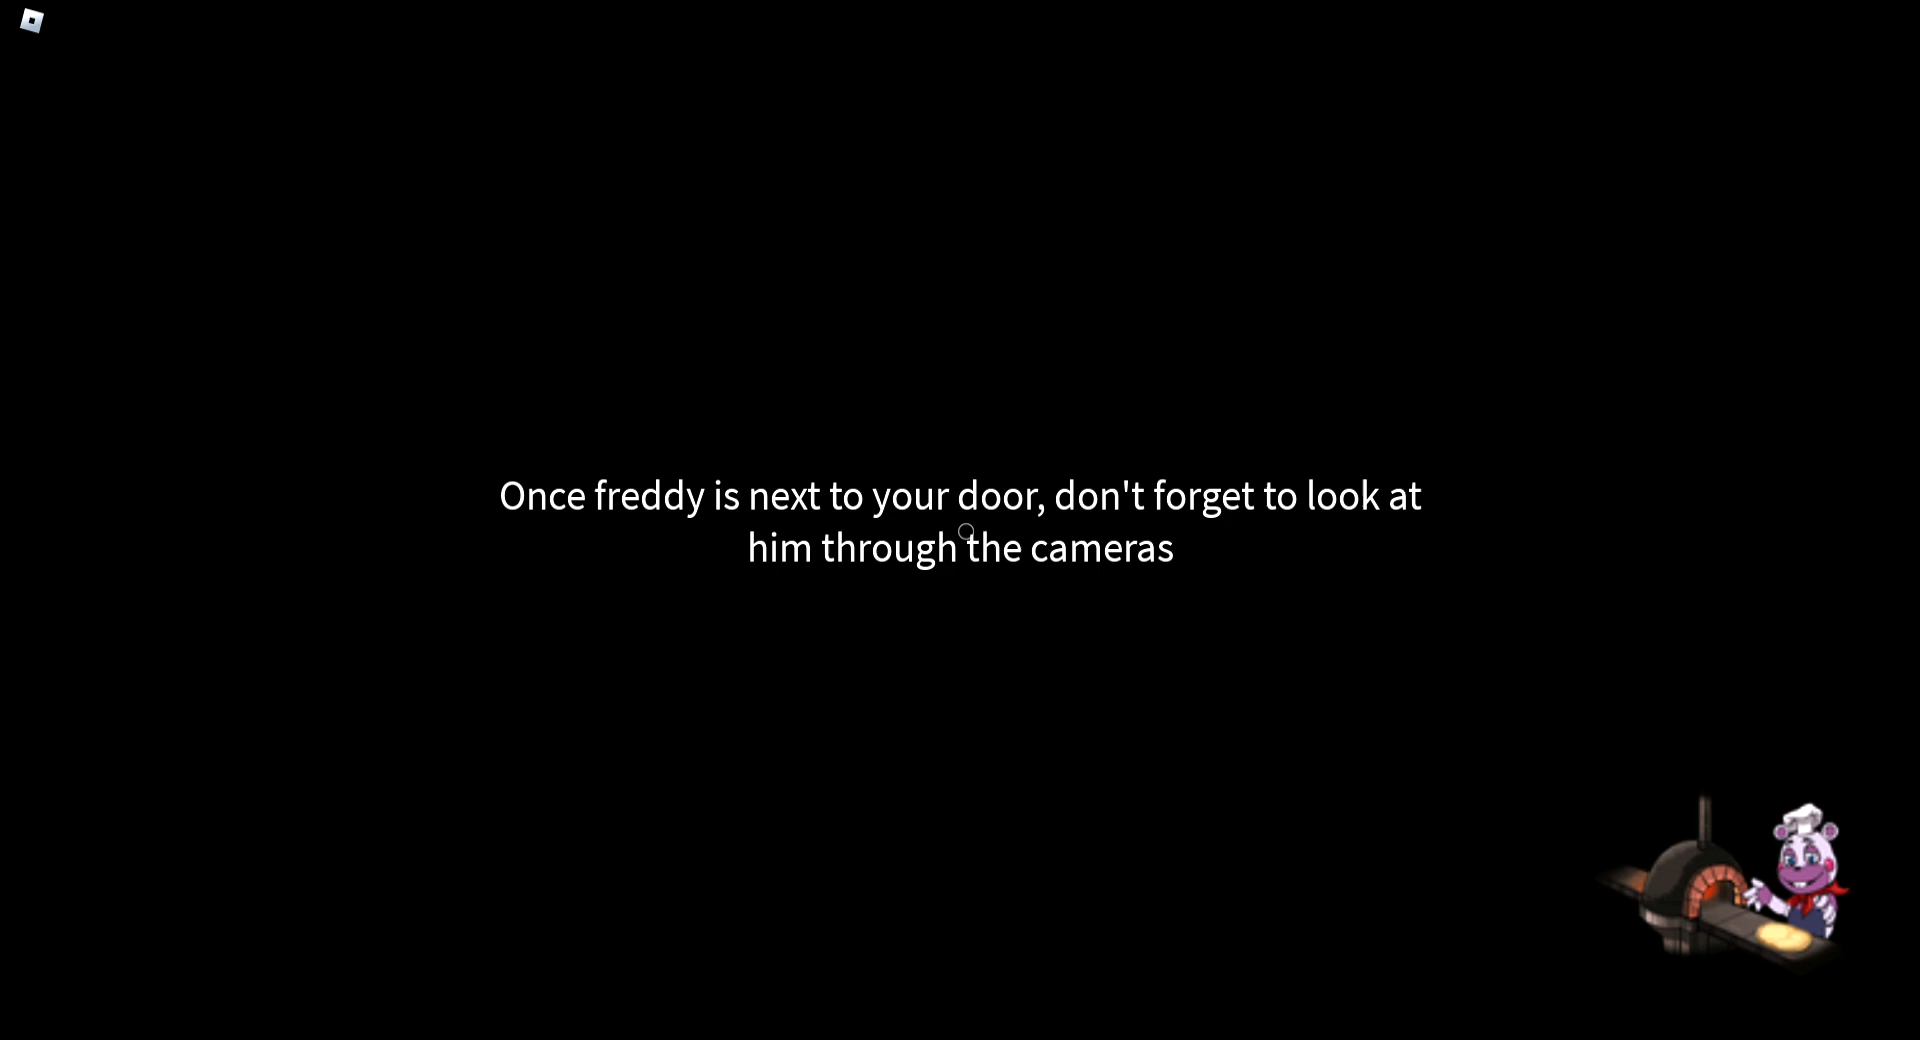 Once freddy is next to your door, don't forget to look at
him through the cameras